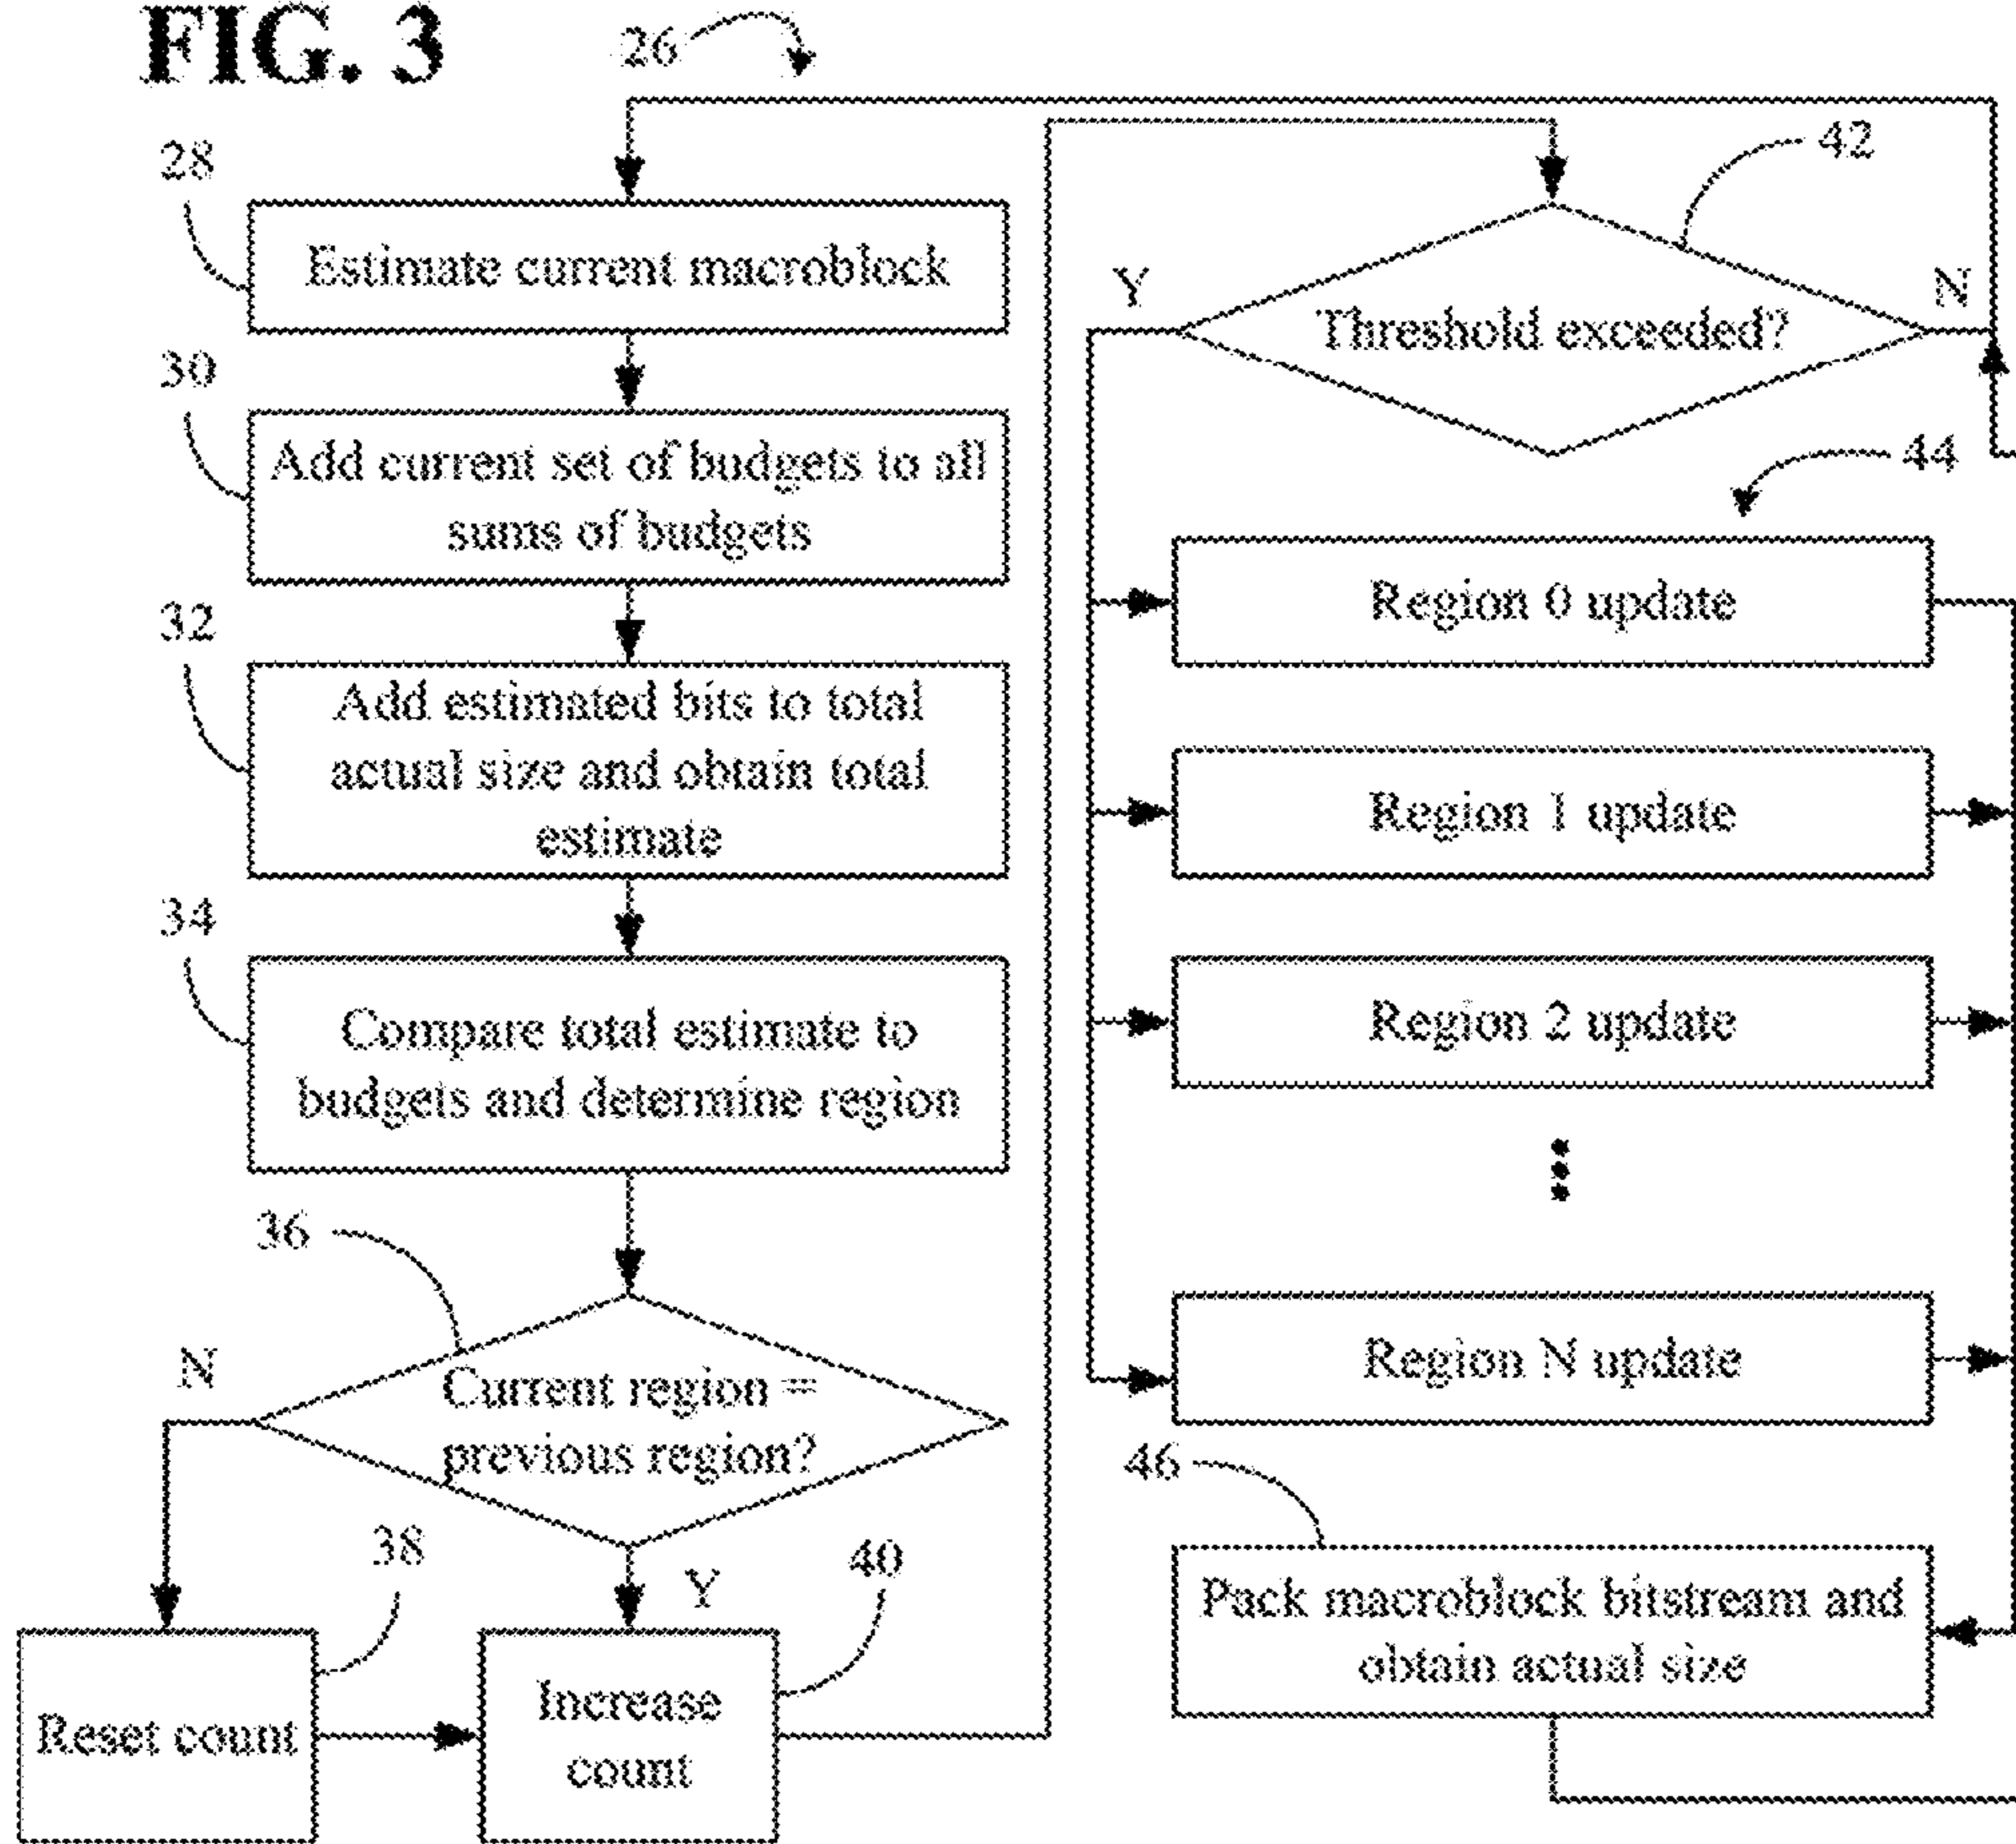 FIG. 3
26
28
Estimate current macroblock
30
Add current set of budgets to all
sums of budgets
32
Add estimated bits to total
actual size and obtain total
estimate
34
Compare total estimate to
budgets and determine region
36
N
Current region =
previous region?
38
Y
40
Reset count
Increase
count
42
Y
N
Threshold exceeded?
44
Region 0 update
Region 1 update
Region 2 update
Region N update
46
Pack macroblock bitstream and
obtain actual size